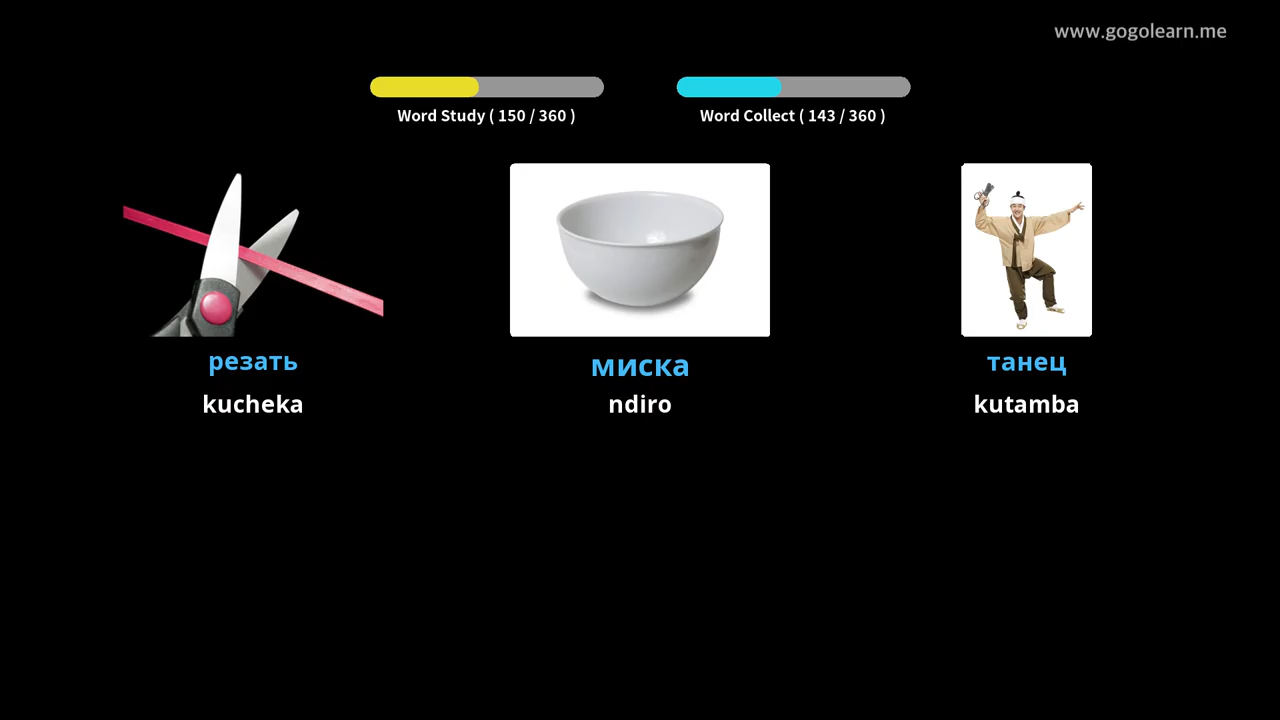 www.gogolearn.me
Word Study ( 150 / 360 )
Word Collect ( 143 / 360 )
резать
миска
танец
kucheka
ndiro
kutamba